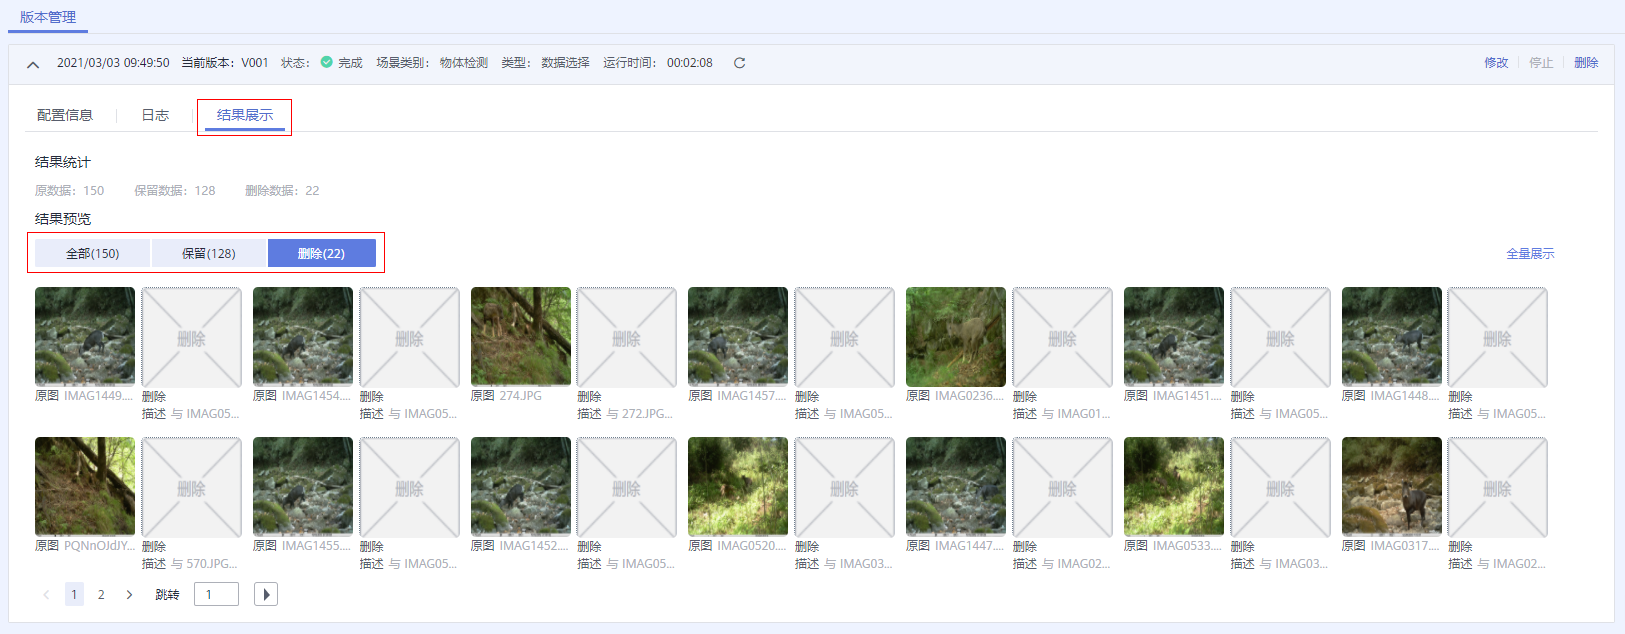 版本管理
2021/03/03 09:49:50 当前版本：V001 状态： 完成 场景类别：物体检测 类型：数据选择 运行时间：00:02:08 修改 停止 删除
配置信息 日志 结果展示
结果统计
原数据：150 保留数据：128 删除数据：22
结果预览
全部(150) 保留(128) 删除(22) 全量展示
删除 删除 删除 删除 删除 删除 删除
原图 IMAG1449.... 删除 原图 IMAG1454.... 删除 原图 274.JPG 删除 原图 IMAG1457.... 删除 原图 IMAG0236.... 删除 原图 IMAG1451.... 删除 原图 IMAG1448.... 删除
描述 与 IMAG05... 描述 与 IMAG05... 描述 与 272.JPG... 描述 与 IMAG05... 描述 与 IMAG01... 描述 与 IMAG05... 描述 与 IMAG05...
删除 删除 删除 删除 删除 删除 删除
原图 PQNnOJdJY... 删除 原图 IMAG1455.... 删除 原图 IMAG1452.... 删除 原图 IMAG0520.... 删除 原图 IMAG1447.... 删除 原图 IMAG0533.... 删除 原图 IMAG0317.... 删除
描述 与 570.JPG... 描述 与 IMAG05... 描述 与 IMAG05... 描述 与 IMAG03... 描述 与 IMAG02... 描述 与 IMAG03... 描述 与 IMAG02...
1 2 跳转 1